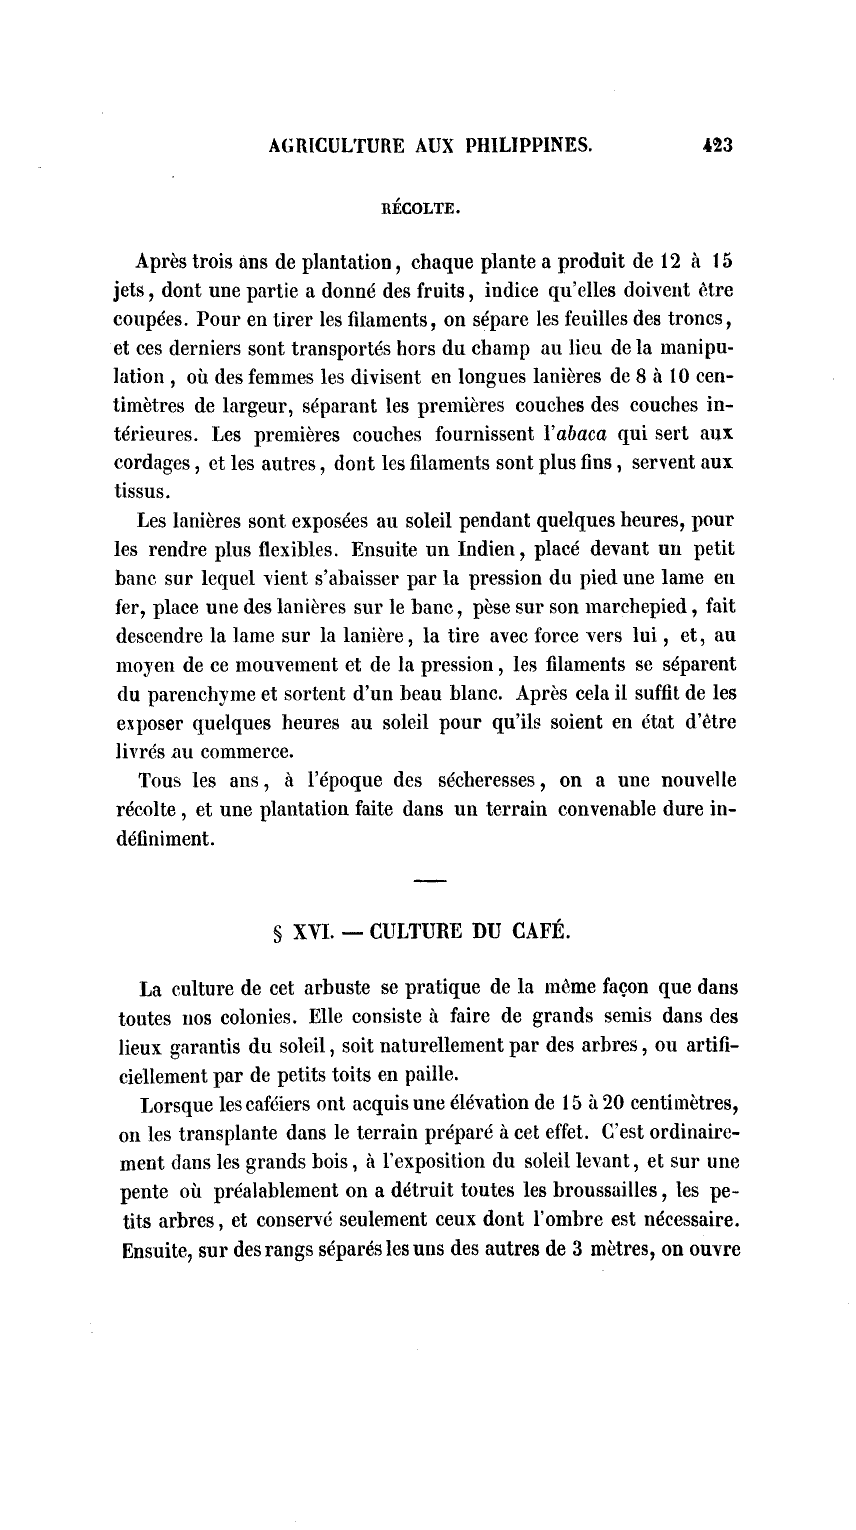 AGRICULTURE AUX PHILIPPINES. 423
RÉCOLTE.
Après trois ans de plantation, chaque plante a produit de 12 à 15
jets, dont une partie a donné des fruits, indice qu'elles doivent être
coupées. Pour en tirer les filaments, on sépare les feuilles des troncs,
et ces derniers sont transportés hors du champ au lieu de la manipu-
lation, où des femmes les divisent en longues lanières de 8 à 10 cen-
timètres de largeur, séparant les premières couches des couches in-
térieures. Les premières couches fournissent l'abaca qui sert aux
cordages, et les autres, dont les filaments sont plus fins, servent aux
tissus.
Les lanières sont exposées au soleil pendant quelques heures, pour
les rendre plus flexibles. Ensuite un Indien, placé devant un petit
banc sur lequel vient s'abaisser par la pression du pied une lame en
fer, place une des lanières sur le banc, pèse sur son marchepied, fait
descendre la lame sur la lanière, la tire avec force vers lui, et, au
moyen de ce mouvement et de la pression, les filaments se séparent
du parenchyme et sortent d'un beau blanc. Après cela il suffit de les
exposer quelques heures au soleil pour qu'ils soient en état d'être
livrés au commerce.
Tous les ans, à l'époque des sécheresses, on a une nouvelle
récolte, et une plantation faite dans un terrain convenable dure in-
définiment.
§ XVI. — CULTURE DU CAFÉ.
La culture de cet arbuste se pratique de la même façon que dans
toutes nos colonies. Elle consiste à faire de grands semis dans des
lieux garantis du soleil, soit naturellement par des arbres, ou artifi-
ciellement par de petits toits en paille.
Lorsque les caféiers ont acquis une élévation de 15 à 20 centimètres,
on les transplante dans le terrain préparé à cet effet. C'est ordinaire-
ment dans les grands bois, à l'exposition du soleil levant, et sur une
pente où préalablement on a détruit toutes les broussailles, les pe-
tits arbres, et conservé seulement ceux dont l'ombre est nécessaire.
Ensuite, sur des rangs séparés les uns des autres de 3 mètres, on ouvre